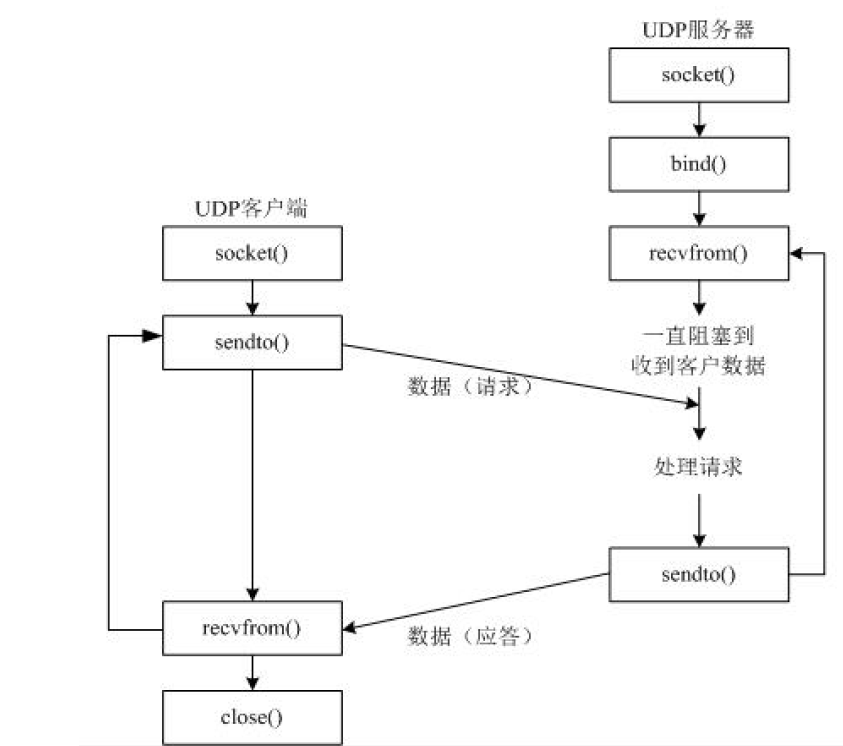 UDP服务器
socket()
bind()
recvfrom()
一直阻塞到
收到客户数据
处理请求
sendto()
UDP客户端
socket()
sendto()
数据（请求）
recvfrom()
数据（应答）
close()